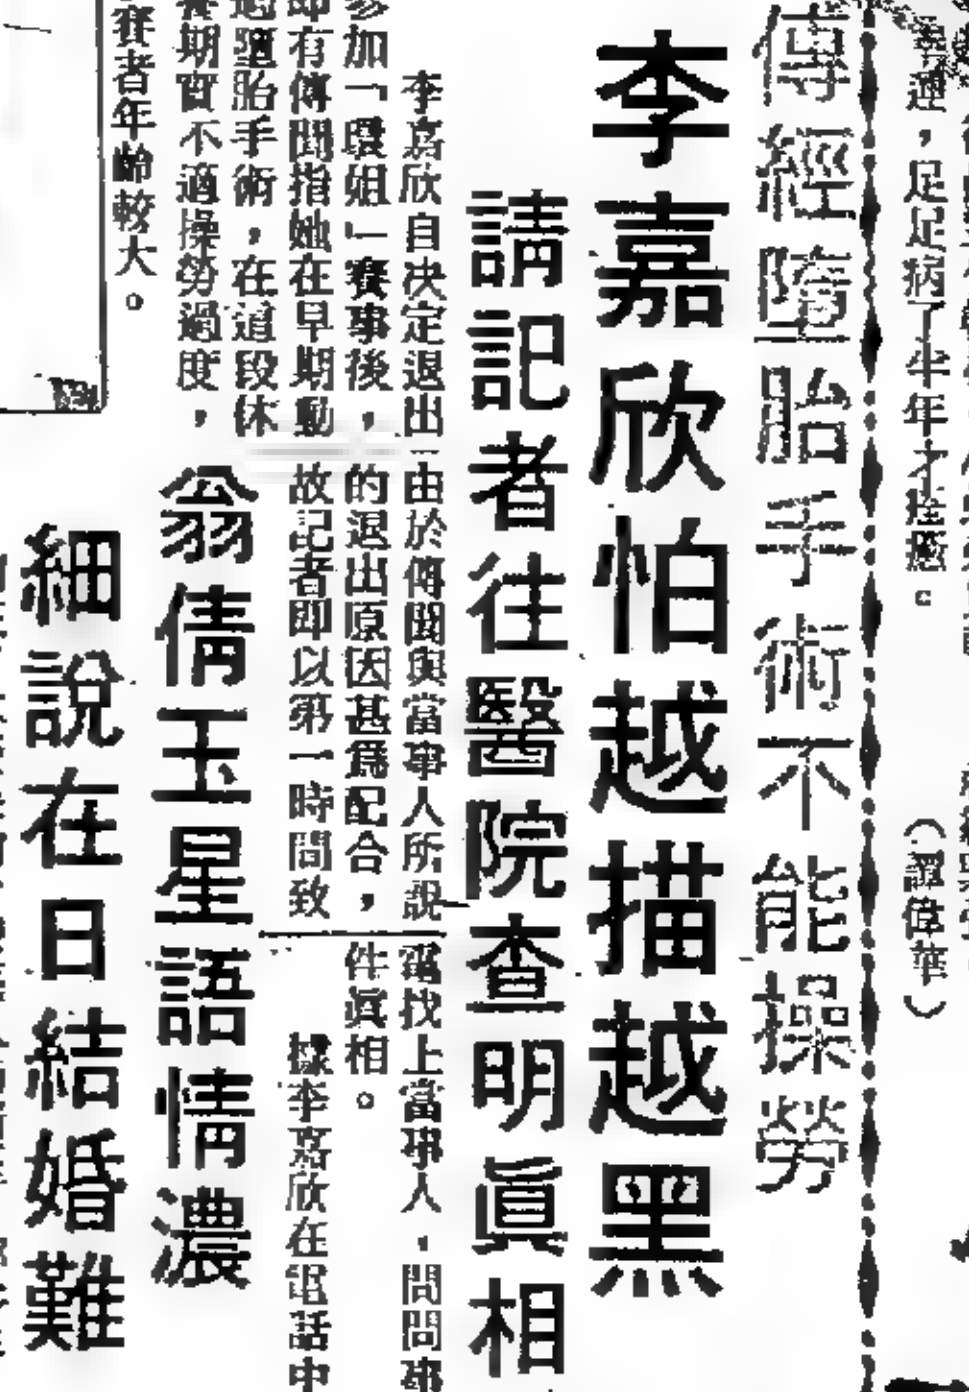 足足病了半年才痊癒。
傳經墮胎手術不能操勞
李嘉欣怕越描越黑
請記者往醫院查明眞相
李嘉欣自决定退出
參加「環姐」賽事後，
即有傳聞指她在早期動
過墮胎手術，在這段休
養期實不適操勞過度，
由於傳聞與當事人所說
的退出原因甚爲配合，
故記者即以第一時間致
電找上當事人，問問事
件眞相。
據李嘉欣在電話中
賽者年齡較大。
翁倩玉星語情濃
細說在日結婚難